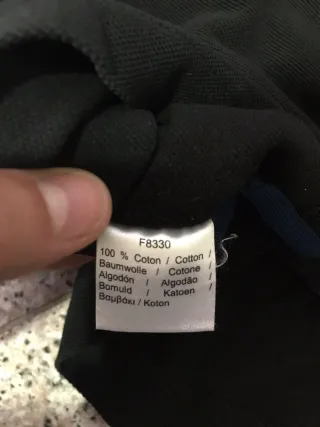 F8330
100 % Coton / Cotton /
Baumwolle / Cotone /
Algodón / Algodão /
Bomuld / Katoen /
Βαμβάκι / Koton